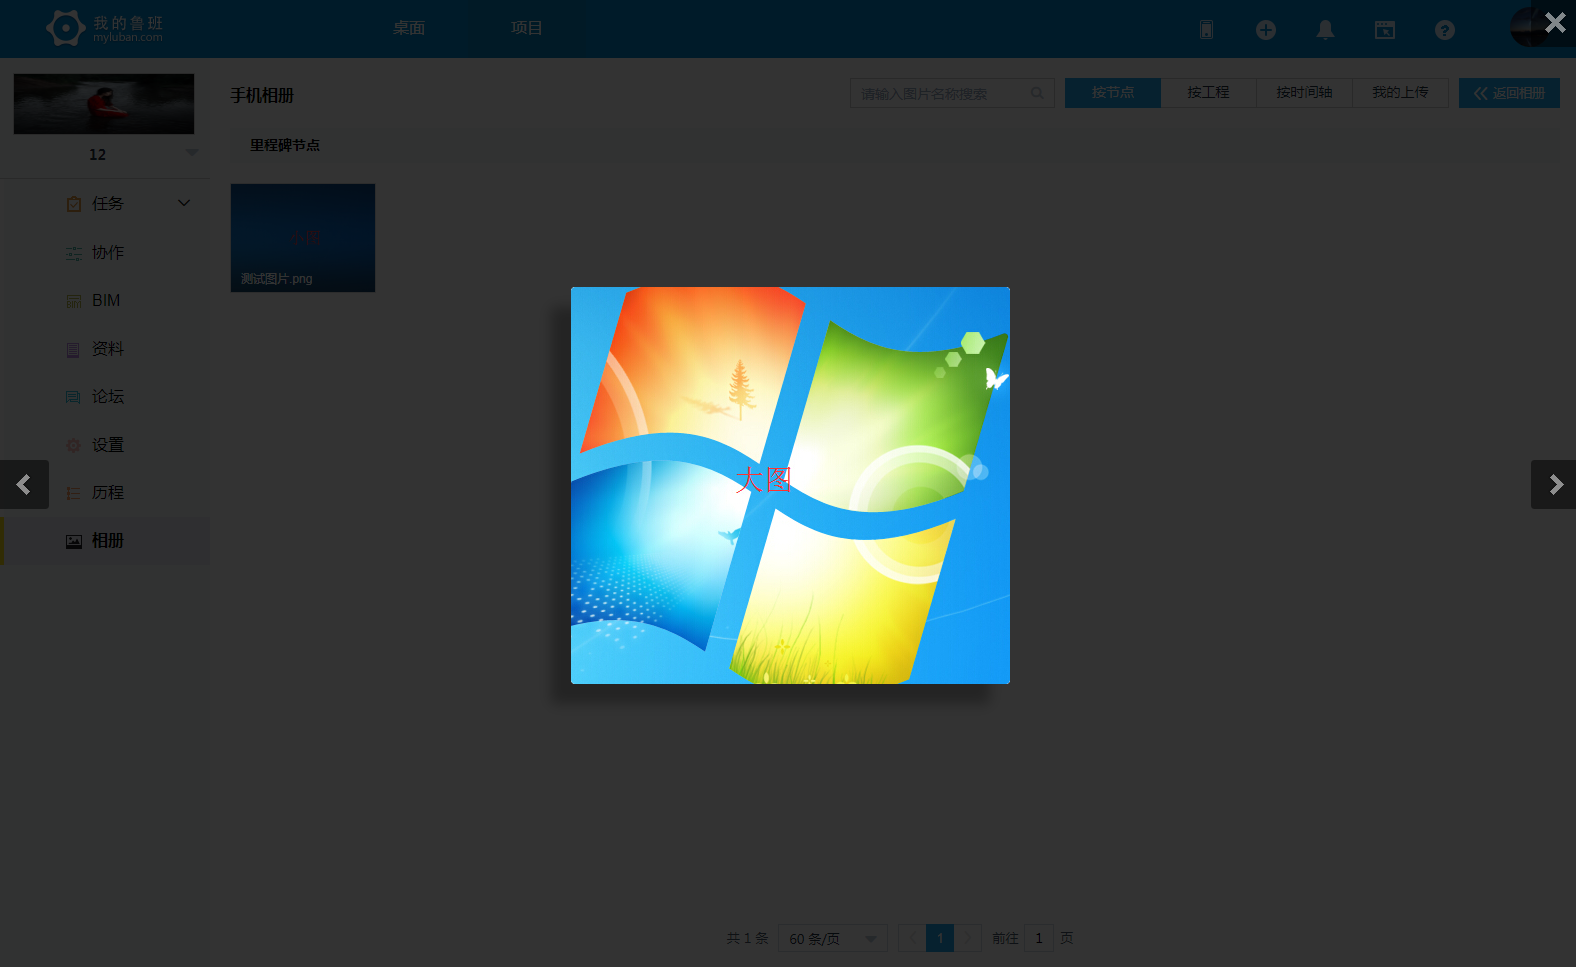 我的鲁班
myluban.com
桌面
项目
手机相册
请输入图片名称搜索
按节点
按工程
按时间轴
我的上传
返回相册
12
里程碑节点
任务
协作
BIM
资料
论坛
设置
历程
相册
小图
测试图片.png
大图
共 1 条
60 条/页
1
前往
1
页